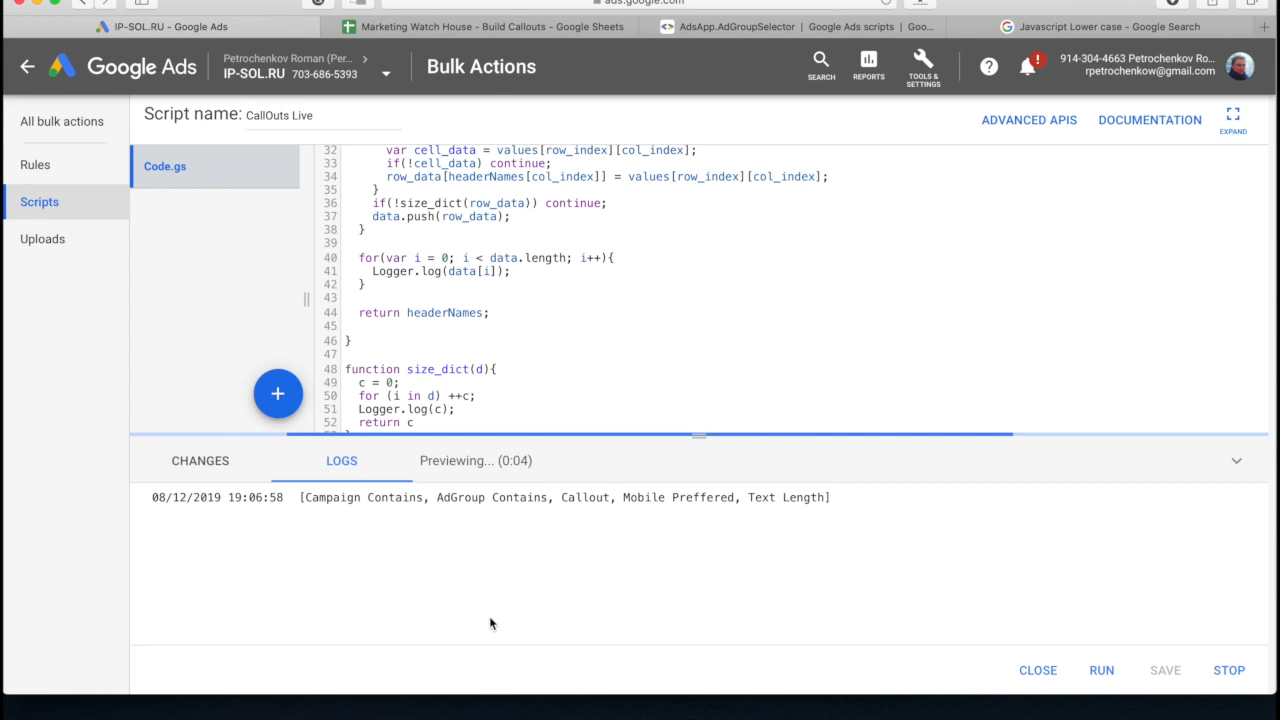 ads.google.com
IP-SOL.RU - Google Ads
Marketing Watch House - Build Callouts - Google Sheets
AdsApp.AdGroupSelector | Google Ads scripts | Goo...
Javascript Lower case - Google Search
Google Ads
Petrochenkov Roman (Per...
IP-SOL.RU 703-686-5393
Bulk Actions
SEARCH
REPORTS
TOOLS & SETTINGS
914-304-4663 Petrochenkov Ro...
rpetrochenkow@gmail.com
All bulk actions
Rules
Scripts
Uploads
Script name: CallOuts Live
ADVANCED APIS
DOCUMENTATION
EXPAND
Code.gs
32 var cell_data = values[row_index][col_index];
33 if(!cell_data) continue;
34 row_data[headerNames[col_index]] = values[row_index][col_index];
35 }
36 if(!size_dict(row_data)) continue;
37 data.push(row_data);
38 }
39
40 for(var i = 0; i < data.length; i++){
41 Logger.log(data[i]);
42 }
43
44 return headerNames;
45
46 }
47
48 function size_dict(d){
49 c = 0;
50 for (i in d) ++c;
51 Logger.log(c);
52 return c
CHANGES
LOGS
Previewing... (0:04)
08/12/2019 19:06:58 [Campaign Contains, AdGroup Contains, Callout, Mobile Preffered, Text Length]
CLOSE
RUN
SAVE
STOP